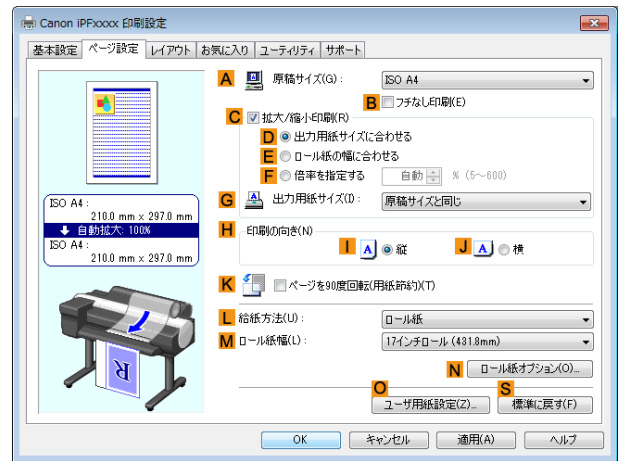 Canon iPFxxxx 印刷設定
基本設定 ページ設定 レイアウト お気に入り ユーティリティ サポート
A 原稿サイズ(G): ISO A4
B フチなし印刷(E)
C 拡大/縮小印刷(R)
D 出力用紙サイズに合わせる
E ロール紙の幅に合わせる
F 倍率を指定する 自動 % (5～600)
G 出力用紙サイズ(I): 原稿サイズと同じ
ISO A4 :
210.0 mm x 297.0 mm
自動拡大: 100%
ISO A4 :
210.0 mm x 297.0 mm
H 印刷の向き(N)
I A 縦 J A 横
K ページを90度回転(用紙節約)(T)
L 給紙方法(U): ロール紙
M ロール紙幅(L): 17インチロール (431.8mm)
R
N ロール紙オプション(O)...
O S
ユーザ用紙設定(Z)... 標準に戻す(F)
OK キャンセル 適用(A) ヘルプ